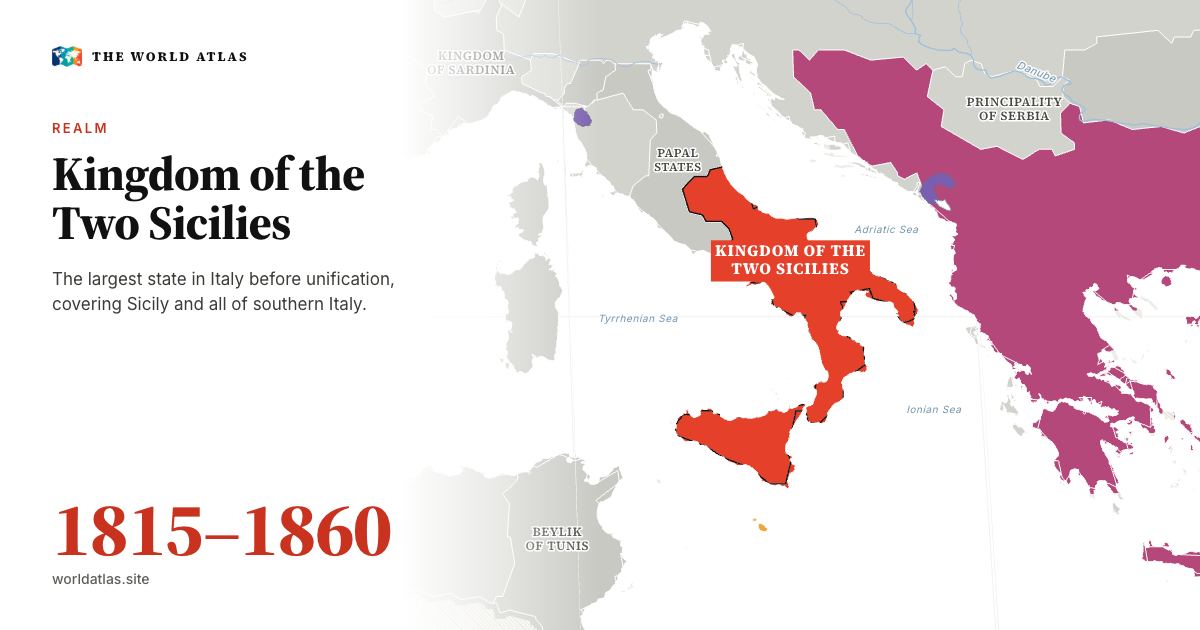 THE WORLD ATLAS
REALM
Kingdom of the
Two Sicilies
The largest state in Italy before unification,
covering Sicily and all of southern Italy.
1815–1860
worldatlas.site
KINGDOM
OF SARDINIA
PAPAL
STATES
Danube
PRINCIPALITY
OF SERBIA
Adriatic Sea
KINGDOM OF THE
TWO SICILIES
Tyrrhenian Sea
Ionian Sea
BEYLIK
OF TUNIS